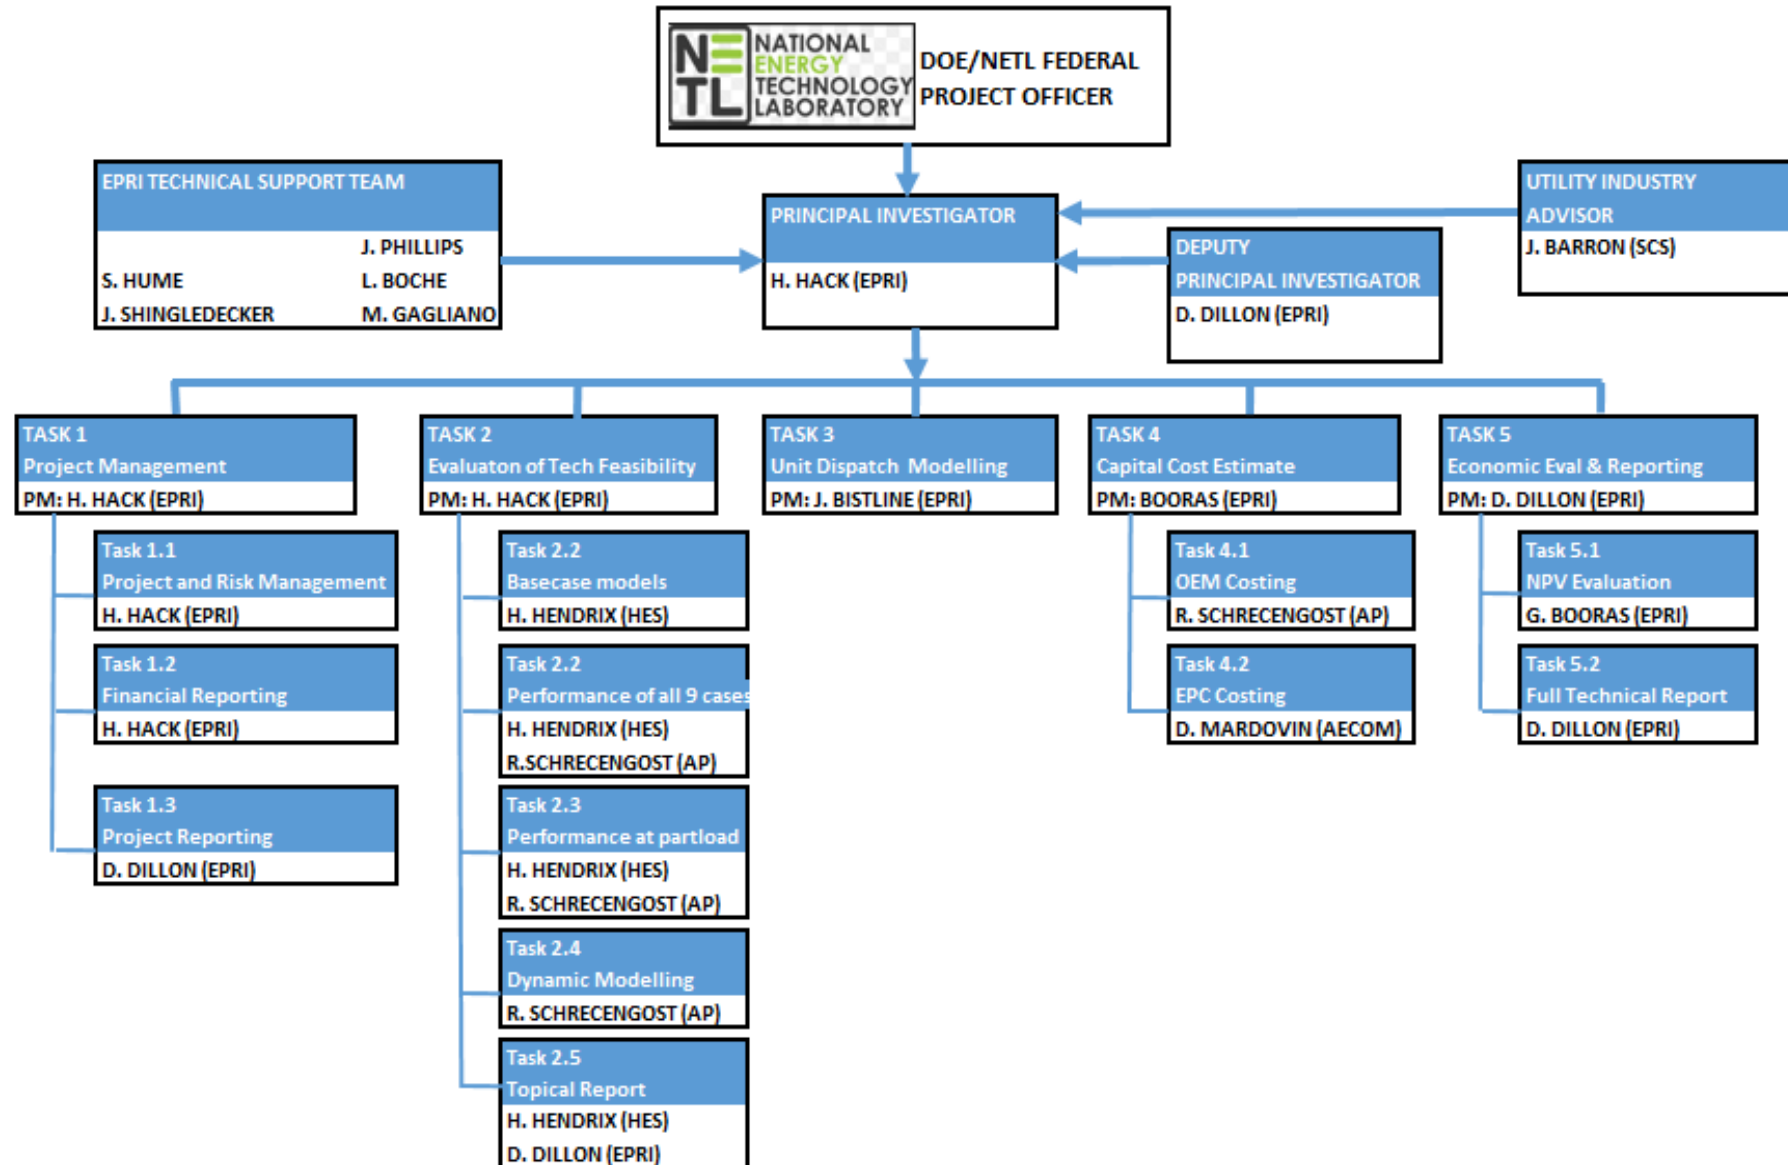 NETL
NATIONAL
ENERGY
TECHNOLOGY
LABORATORY
DOE/NETL FEDERAL
PROJECT OFFICER
EPRI TECHNICAL SUPPORT TEAM
J. PHILLIPS
S. HUME
L. BOCHE
J. SHINGLEDECKER
M. GAGLIANO
PRINCIPAL INVESTIGATOR
H. HACK (EPRI)
DEPUTY
PRINCIPAL INVESTIGATOR
D. DILLON (EPRI)
UTILITY INDUSTRY
ADVISOR
J. BARRON (SCS)
TASK 1
Project Management
PM: H. HACK (EPRI)
Task 1.1
Project and Risk Management
H. HACK (EPRI)
Task 1.2
Financial Reporting
H. HACK (EPRI)
Task 1.3
Project Reporting
D. DILLON (EPRI)
TASK 2
Evaluaton of Tech Feasibility
PM: H. HACK (EPRI)
Task 2.2
Basecase models
H. HENDRIX (HES)
Task 2.2
Performance of all 9 cases
H. HENDRIX (HES)
R.SCHRECENGOST (AP)
Task 2.3
Performance at partload
H. HENDRIX (HES)
R. SCHRECENGOST (AP)
Task 2.4
Dynamic Modelling
R. SCHRECENGOST (AP)
Task 2.5
Topical Report
H. HENDRIX (HES)
D. DILLON (EPRI)
TASK 3
Unit Dispatch Modelling
PM: J. BISTLINE (EPRI)
TASK 4
Capital Cost Estimate
PM: BOORAS (EPRI)
Task 4.1
OEM Costing
R. SCHRECENGOST (AP)
Task 4.2
EPC Costing
D. MARDOVIN (AECOM)
TASK 5
Economic Eval & Reporting
PM: D. DILLON (EPRI)
Task 5.1
NPV Evaluation
G. BOORAS (EPRI)
Task 5.2
Full Technical Report
D. DILLON (EPRI)